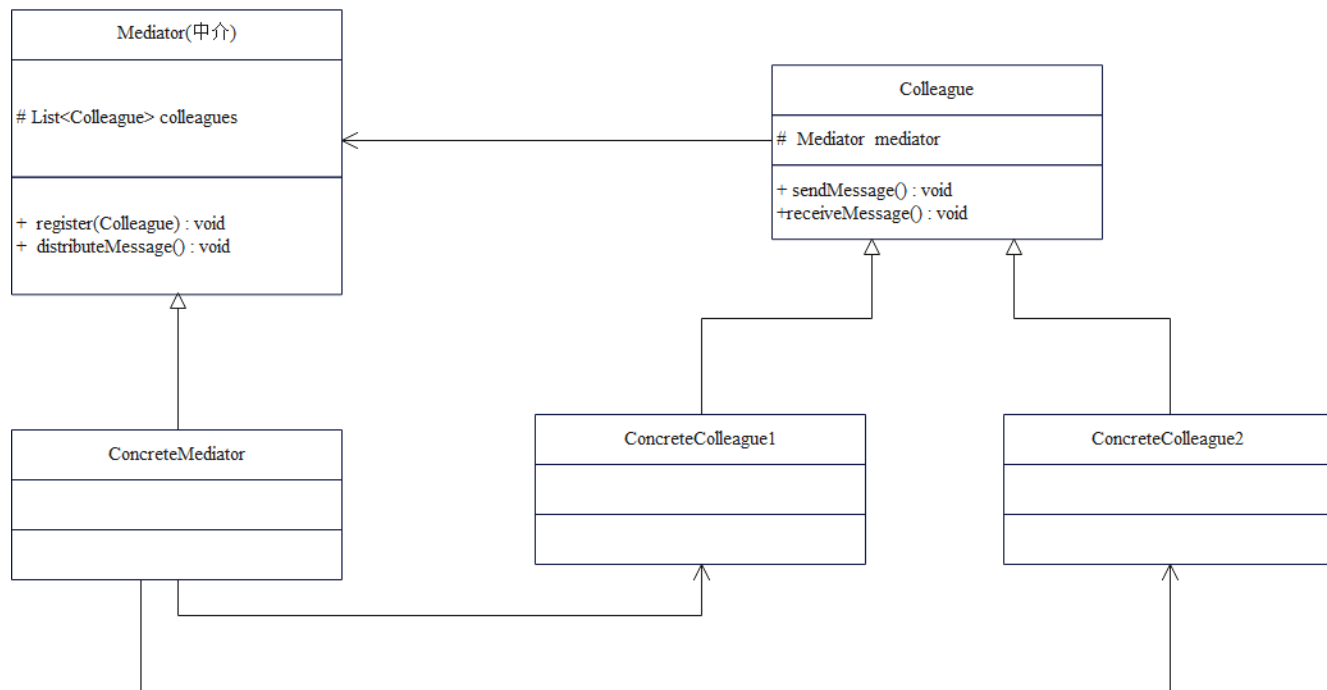 Mediator(中介)
# List<Colleague> colleagues
+ register(Colleague) : void
+ distributeMessage() : void
Colleague
# Mediator mediator
+ sendMessage() : void
+receiveMessage() : void
ConcreteMediator
ConcreteColleague1
ConcreteColleague2